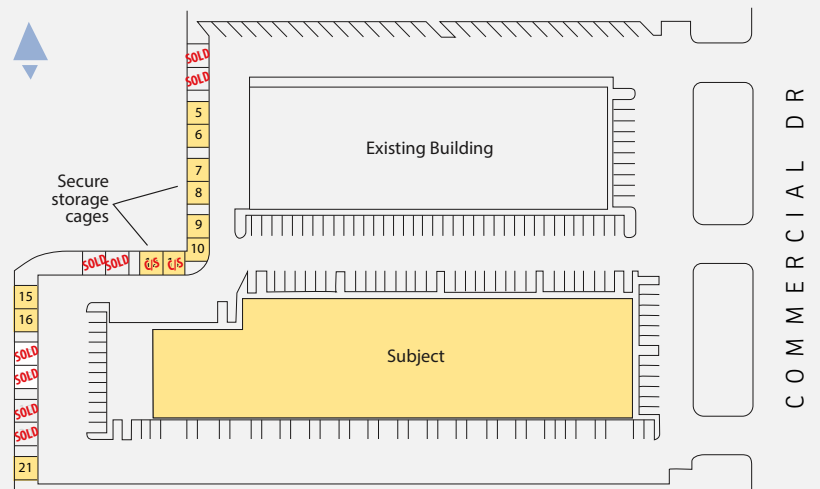 SOLD
SOLD
5
6
Existing Building
7
8
Secure
storage
cages
9
10
SOLD
SOLD
C/S
C/S
15
16
SOLD
SOLD
SOLD
SOLD
21
Subject
COMMERCIAL DR